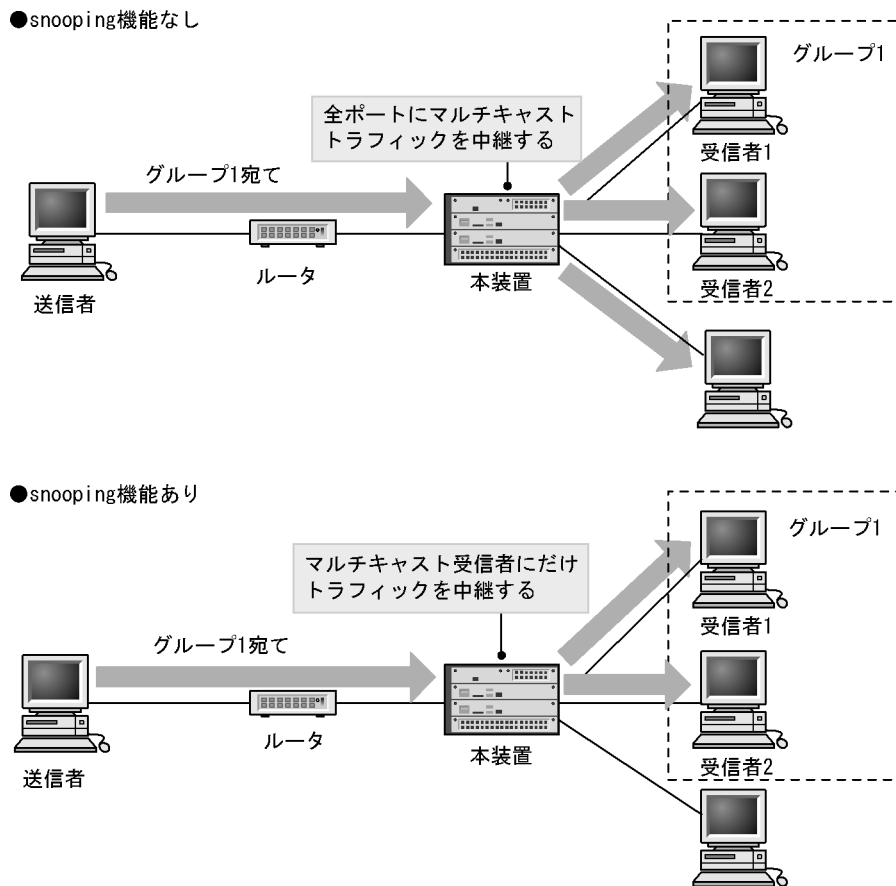 ●snooping機能なし
グループ1
全ポートにマルチキャスト
トラフィックを中継する
受信者1
グループ1宛て
ルータ
本装置
受信者2
送信者
●snooping機能あり
グループ1
マルチキャスト受信者にだけ
トラフィックを中継する
受信者1
グループ1宛て
ルータ
本装置
受信者2
送信者